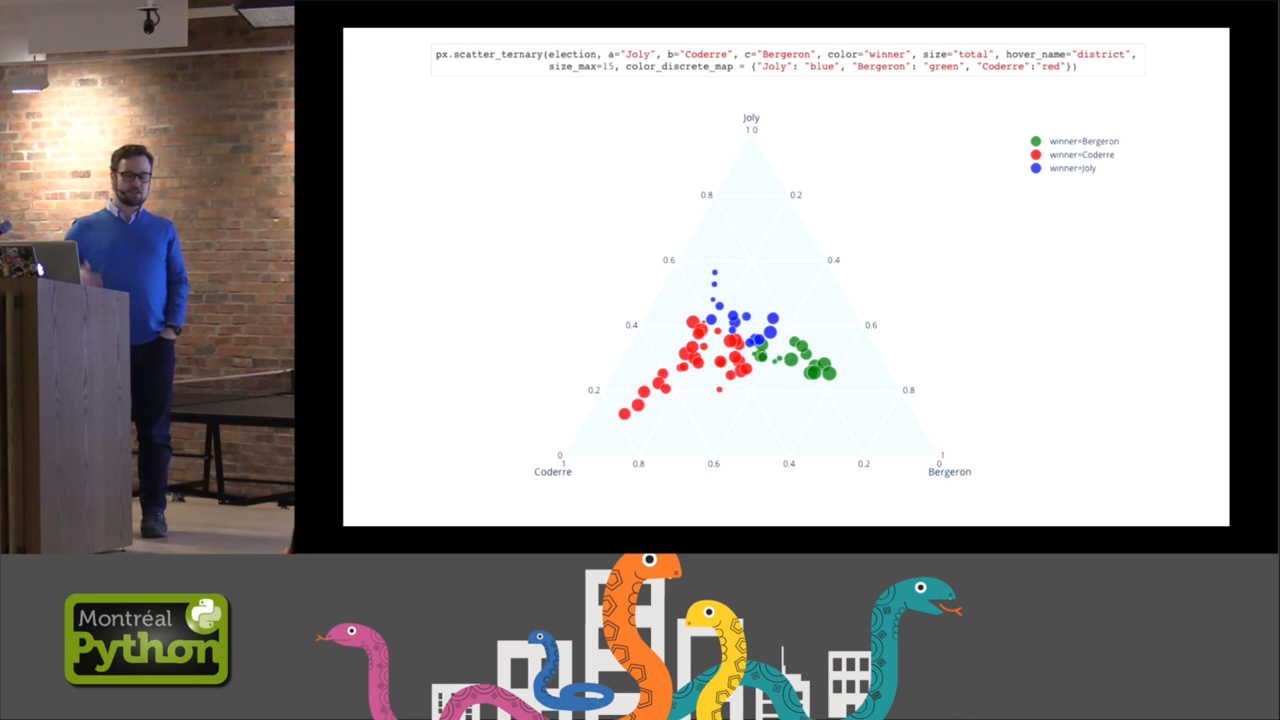 px.scatter_ternary(election, a="Joly", b="Coderre", c="Bergeron", color="winner", size="total", hover_name="district",
size_max=15, color_discrete_map = {"Joly": "blue", "Bergeron": "green", "Coderre":"red"})
Joly
1 0
winner=Bergeron
winner=Coderre
winner=Joly
0.8
0.2
0.6
0.4
0.4
0.6
0.2
0.8
0
1
1
0.8
0.6
0.4
0.2
0
Coderre
Bergeron
Montréal
Python